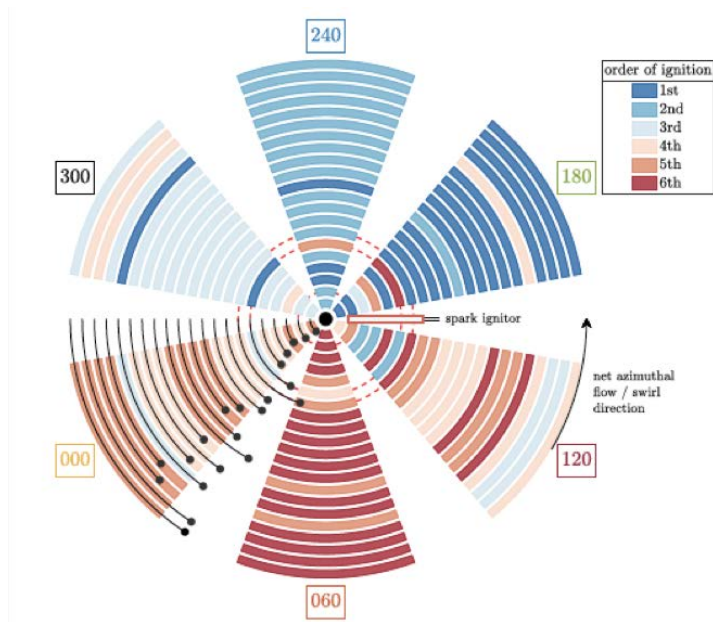 240
order of ignition
1st
2nd
3rd
4th
5th
6th
300
180
spark ignitor
net azimuthal
flow / swirl
direction
000
120
060